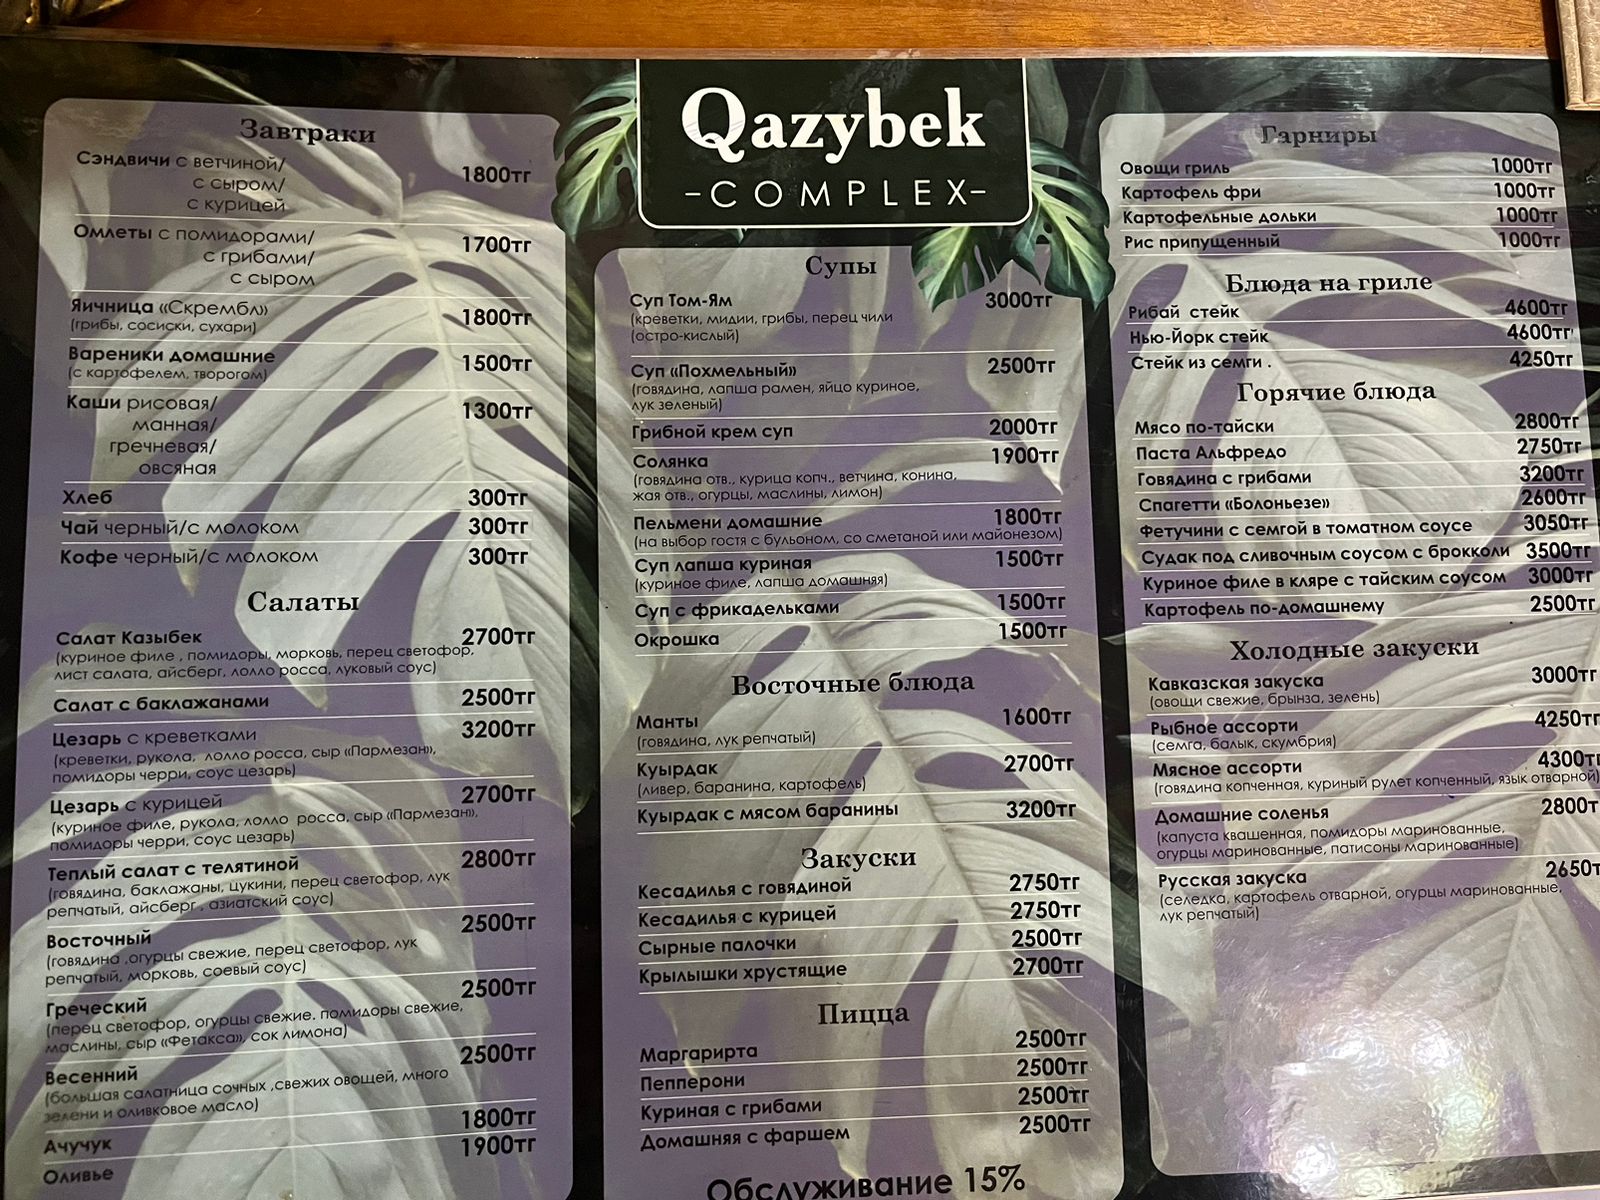 Qazybek
-COMPLEX-
Завтраки
Сэндвичи с ветчиной/
с сыром/ 1800тг
с курицей
Омлеты с помидорами/ 1700тг
с грибами/
с сыром
Яичница «Скрембл» 1800тг
(грибы, сосиски, сухари)
Вареники домашние 1500тг
(с картофелем, творогом)
Каши рисовая/ 1300тг
манная/
гречневая/
овсяная
Хлеб 300тг
Чай черный/с молоком 300тг
Кофе черный/с молоком 300тг
Салаты
Салат Казыбек 2700тг
(куриное филе , помидоры, морковь, перец светофор,
лист салата, айсберг, лолло росса, луковый соус)
Салат с баклажанами 2500тг
Цезарь с креветками 3200тг
(креветки, рукола, лолло росса, сыр «Пармезан»,
помидоры черри, соус цезарь)
Цезарь с курицей 2700тг
(куриное филе, рукола, лолло росса, сыр «Пармезан»,
помидоры черри, соус цезарь)
Теплый салат с телятиной 2800тг
(говядина, баклажаны, цукини, перец светофор, лук
репчатый, айсберг , азиатский соус)
Восточный 2500тг
(говядина ,огурцы свежие, перец светофор, лук
репчатый, морковь, соевый соус)
Греческий 2500тг
(перец светофор, огурцы свежие. помидоры свежие,
маслины, сыр «Фетакса», сок лимона)
Весенний 2500тг
(большая салатница сочных ,свежих овощей, много
зелени и оливковое масло)
Ачучук 1800тг
Оливье 1900тг
Супы
Суп Том-Ям 3000тг
(креветки, мидии, грибы, перец чили
(остро-кислый)
Суп «Похмельный» 2500тг
(говядина, лапша рамен, яйцо куриное,
лук зеленый)
Грибной крем суп 2000тг
Солянка 1900тг
(говядина отв., курица копч., ветчина, конина,
жая отв., огурцы, маслины, лимон)
Пельмени домашние 1800тг
(на выбор гостя с бульоном, со сметаной или майонезом)
Суп лапша куриная 1500тг
(куриное филе, лапша домашняя)
Суп с фрикадельками 1500тг
Окрошка 1500тг
Восточные блюда
Манты 1600тг
(говядина, лук репчатый)
Куырдак 2700тг
(ливер, баранина, картофель)
Куырдак с мясом баранины 3200тг
Закуски
Кесадилья с говядиной 2750тг
Кесадилья с курицей 2750тг
Сырные палочки 2500тг
Крылышки хрустящие 2700тг
Пицца
Маргарирта 2500тг
Пепперони 2500тг
Куриная с грибами 2500тг
Домашняя с фаршем 2500тг
Обслуживание 15%
Гарниры
Овощи гриль 1000тг
Картофель фри 1000тг
Картофельные дольки 1000тг
Рис припущенный 1000тг
Блюда на гриле
Рибай стейк 4600тг
Нью-Йорк стейк 4600тг
Стейк из семги . 4250тг
Горячие блюда
Мясо по-тайски 2800тг
Паста Альфредо 2750тг
Говядина с грибами 3200тг
Спагетти «Болоньезе» 2600тг
Фетучини с семгой в томатном соусе 3050тг
Судак под сливочным соусом с брокколи 3500тг
Куриное филе в кляре с тайским соусом 3000тг
Картофель по-домашнему 2500тг
Холодные закуски
Кавказская закуска 3000тг
(овощи свежие, брынза, зелень)
Рыбное ассорти 4250тг
(семга, балык, скумбрия)
Мясное ассорти 4300тг
(говядина копченная, куриный рулет копченный, язык отварной)
Домашние соленья 2800т
(капуста квашенная, помидоры маринованные,
огурцы маринованные, патисоны маринованные)
Русская закуска 2650т
(селедка, картофель отварной, огурцы маринованные,
лук репчатый)